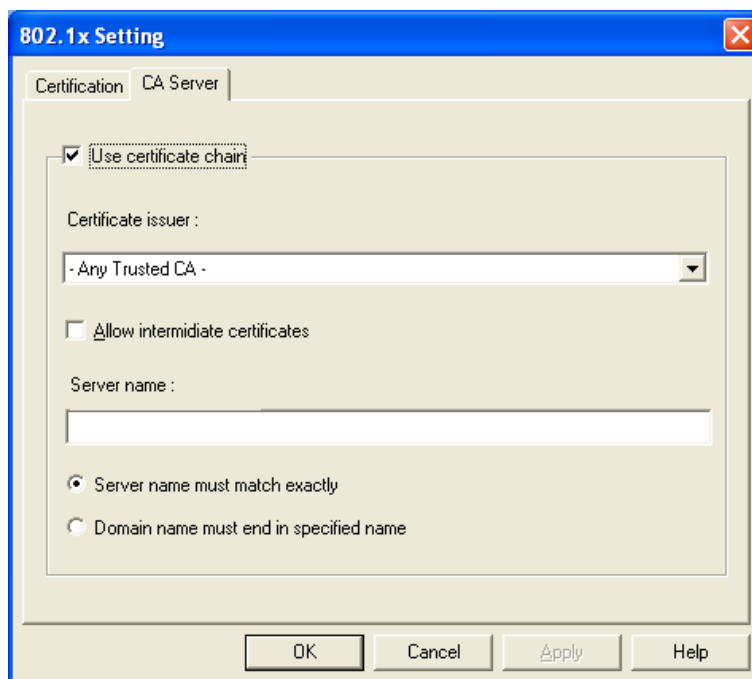 802.1x Setting
Certification CA Server
Use certificate chain
Certificate issuer :
- Any Trusted CA -
Allow intermidiate certificates
Server name :
Server name must match exactly
Domain name must end in specified name
OK Cancel Apply Help